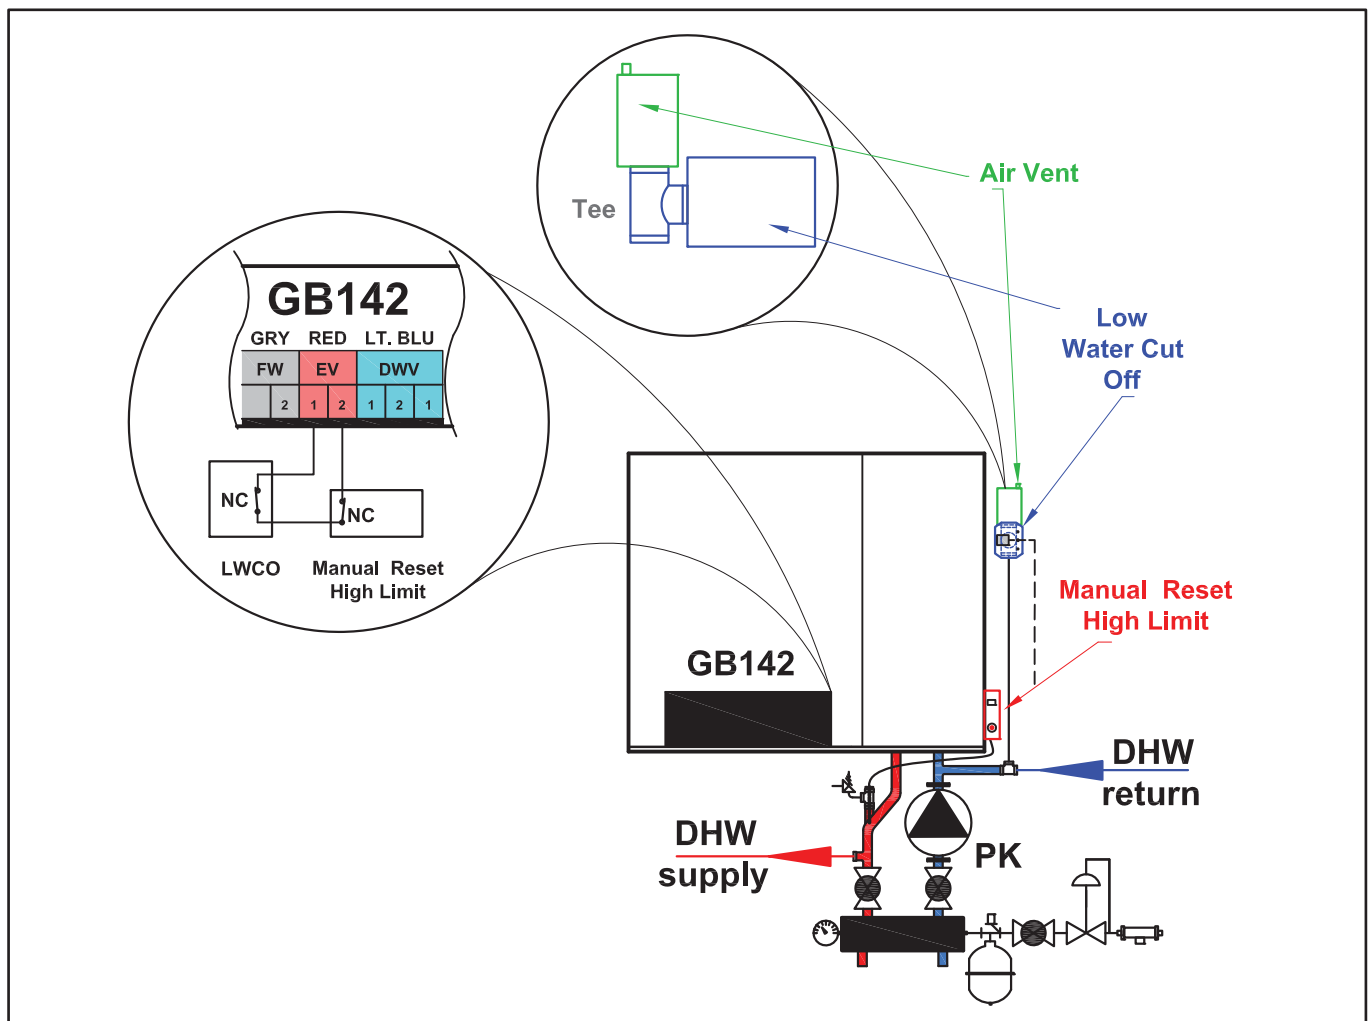 Air Vent
Tee
Low
Water Cut
Off
GB142
GRY RED LT. BLU
FW EV DWV
2 1 2 1 2 1
NC
NC
LWCO
Manual Reset
High Limit
Manual Reset
High Limit
GB142
DHW
return
DHW
supply
PK